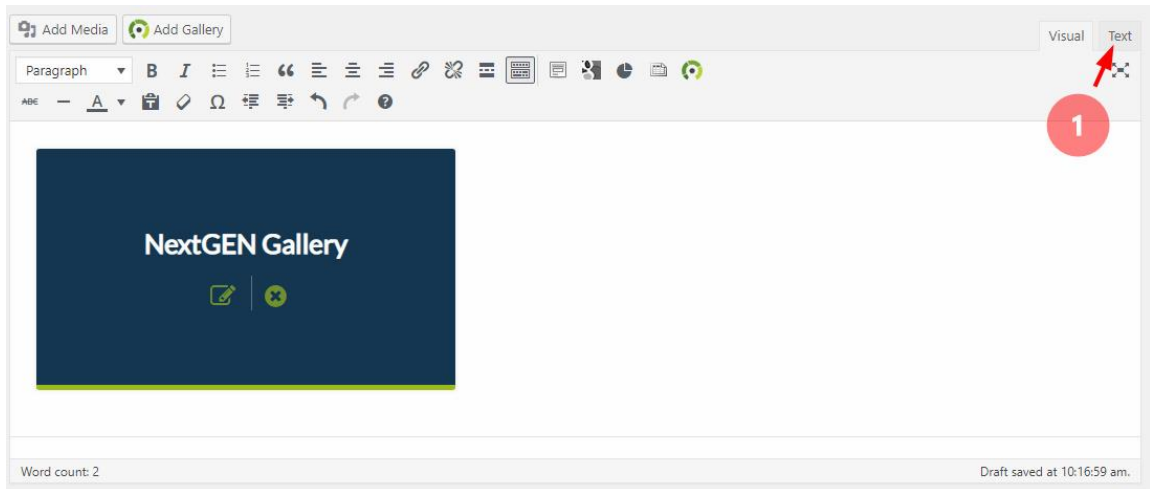 Add Media Add Gallery
Visual Text
Paragraph B I
ABE A Ω
1
NextGEN Gallery
Word count: 2
Draft saved at 10:16:59 am.